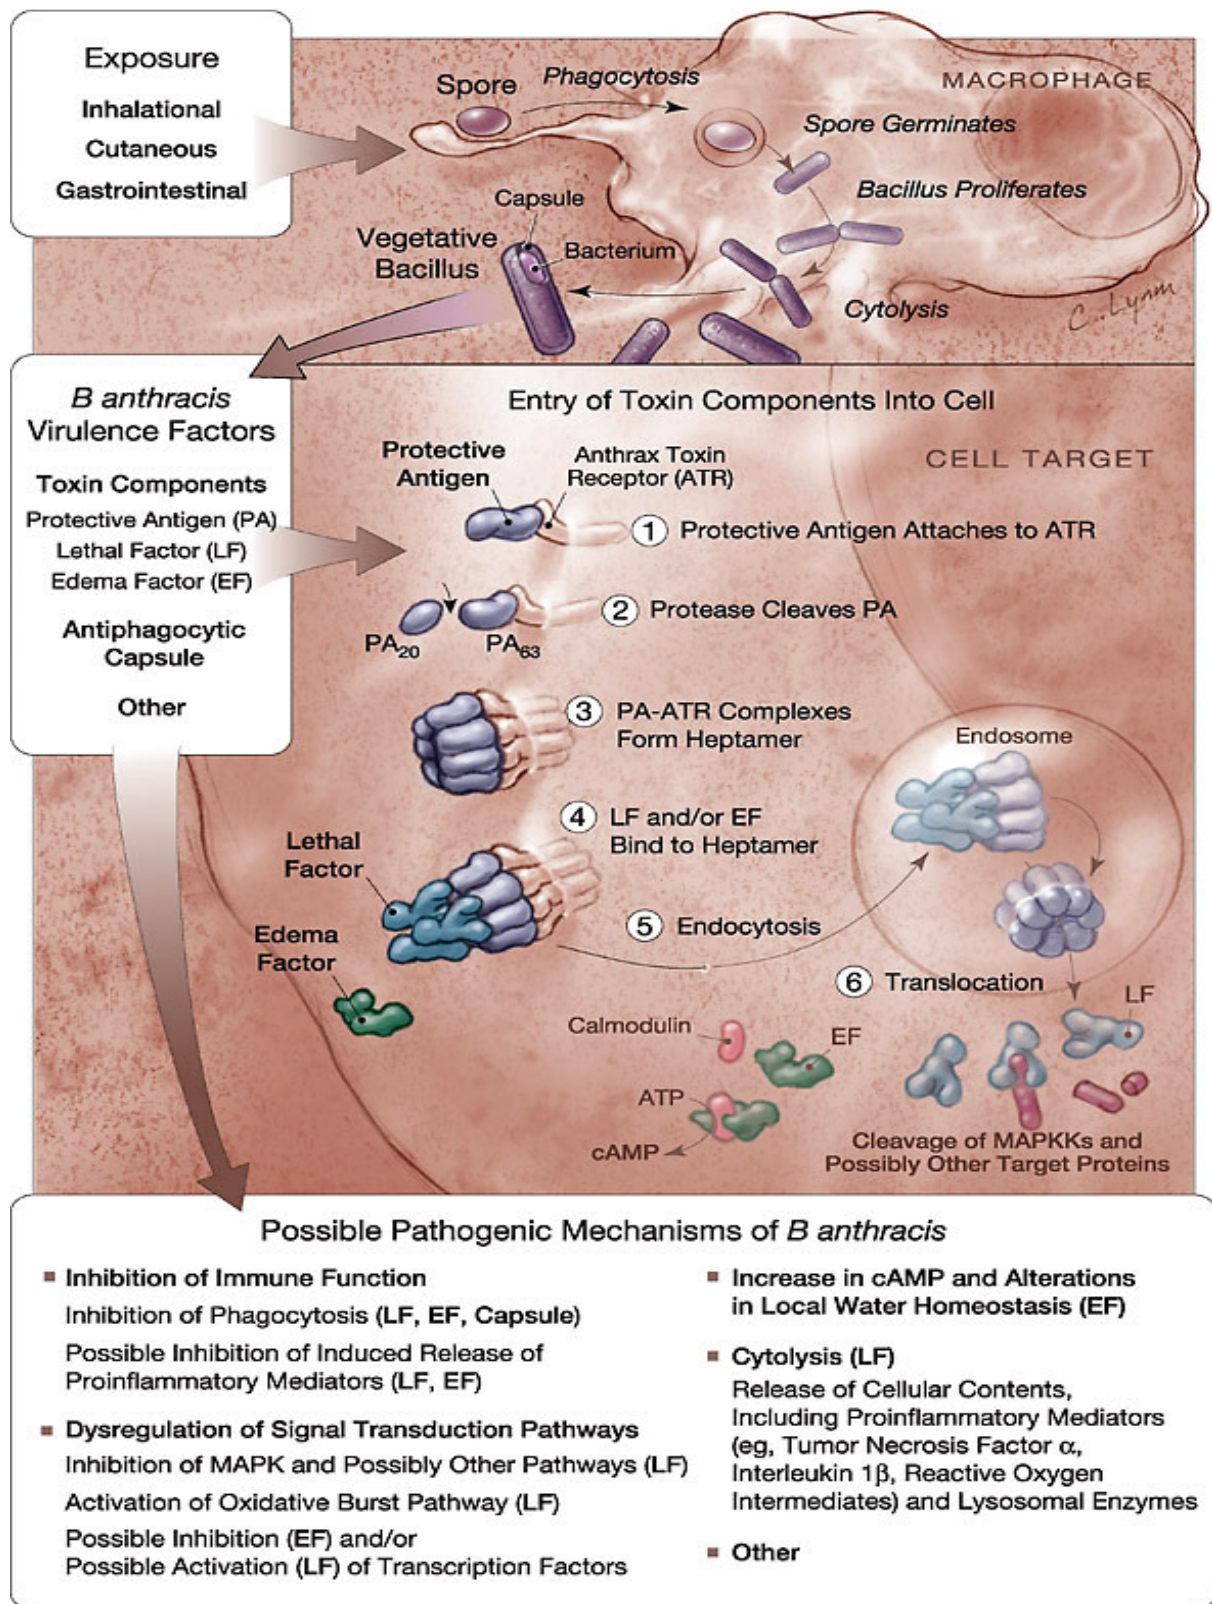 Exposure
Inhalational
Cutaneous
Gastrointestinal
Spore
Phagocytosis
MACROPHAGE
Spore Germinates
Bacillus Proliferates
Capsule
Vegetative
Bacillus
Bacterium
Cytolysis
C. Lynm
B anthracis
Virulence Factors
Toxin Components
Protective Antigen (PA)
Lethal Factor (LF)
Edema Factor (EF)
Antiphagocytic
Capsule
Other
Entry of Toxin Components Into Cell
CELL TARGET
Protective
Antigen
Anthrax Toxin
Receptor (ATR)
1 Protective Antigen Attaches to ATR
2 Protease Cleaves PA
PA20
PA63
3 PA-ATR Complexes
Form Heptamer
Endosome
4 LF and/or EF
Bind to Heptamer
Lethal
Factor
5 Endocytosis
Edema
Factor
6 Translocation
LF
Calmodulin
EF
ATP
cAMP
Cleavage of MAPKKs and
Possibly Other Target Proteins
Possible Pathogenic Mechanisms of B anthracis
Inhibition of Immune Function
Inhibition of Phagocytosis (LF, EF, Capsule)
Possible Inhibition of Induced Release of
Proinflammatory Mediators (LF, EF)
Dysregulation of Signal Transduction Pathways
Inhibition of MAPK and Possibly Other Pathways (LF)
Activation of Oxidative Burst Pathway (LF)
Possible Inhibition (EF) and/or
Possible Activation (LF) of Transcription Factors
Increase in cAMP and Alterations
in Local Water Homeostasis (EF)
Cytolysis (LF)
Release of Cellular Contents,
Including Proinflammatory Mediators
(eg, Tumor Necrosis Factor α,
Interleukin 1β, Reactive Oxygen
Intermediates) and Lysosomal Enzymes
Other